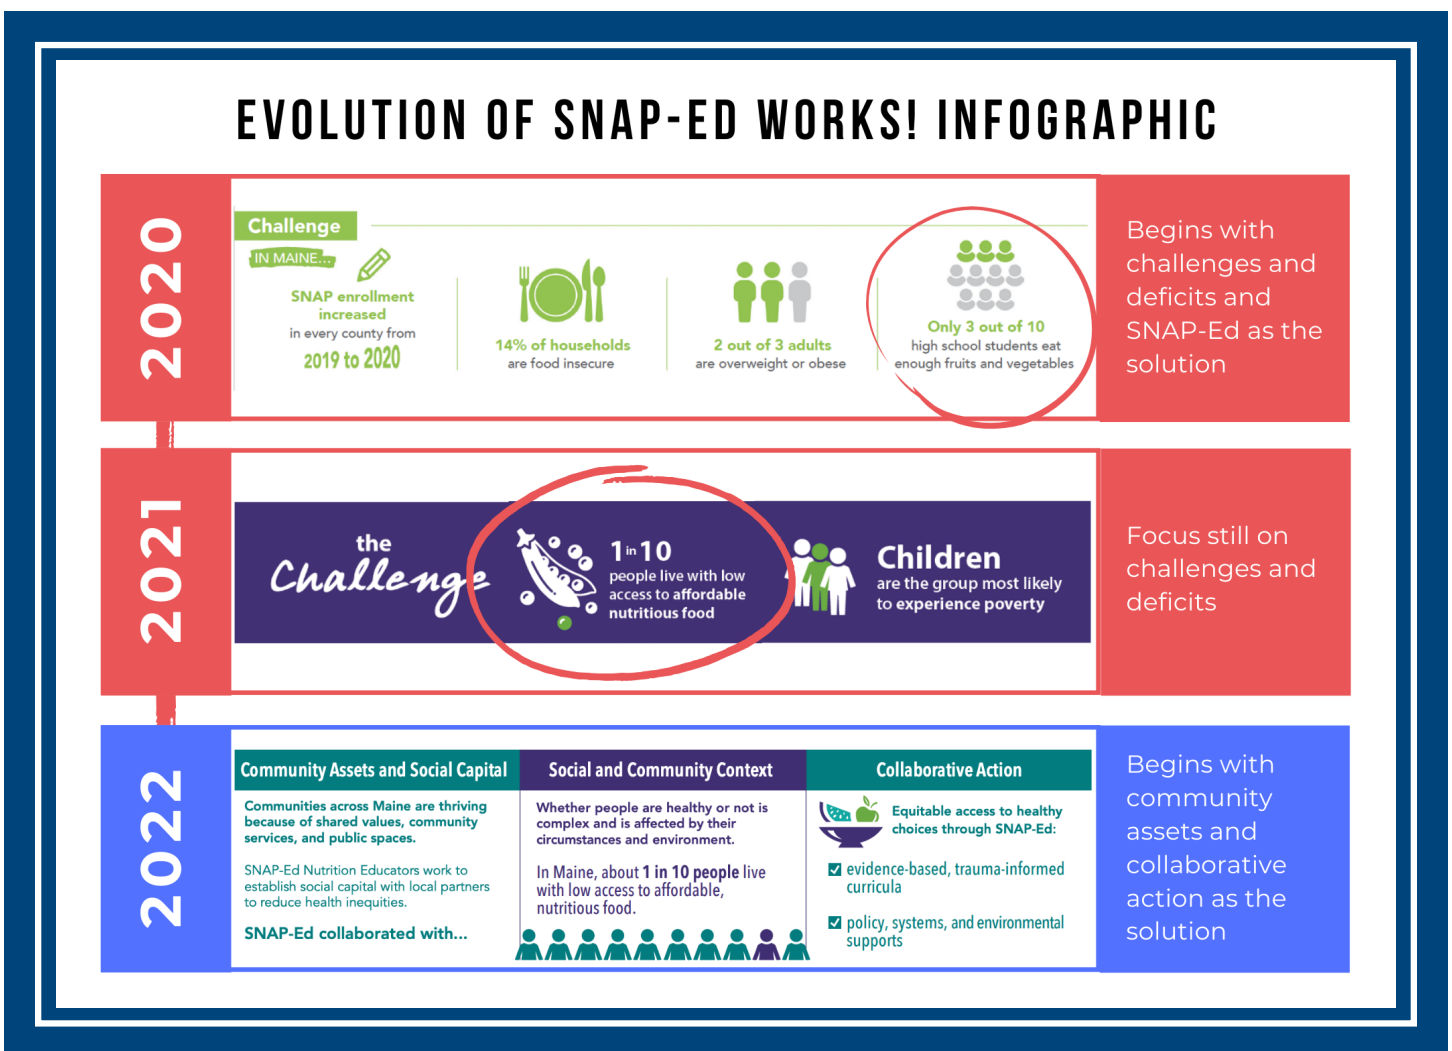 EVOLUTION OF SNAP-ED WORKS! INFOGRAPHIC
2020
Challenge
IN MAINE...
SNAP enrollment
increased
in every county from
2019 to 2020
14% of households
are food insecure
2 out of 3 adults
are overweight or obese
Only 3 out of 10
high school students eat
enough fruits and vegetables
Begins with
challenges and
deficits and
SNAP-Ed as the
solution
2021
the
Challenge
1 in 10
people live with low
access to affordable
nutritious food
Children
are the group most likely
to experience poverty
Focus still on
challenges and
deficits
2022
Community Assets and Social Capital
Communities across Maine are thriving
because of shared values, community
services, and public spaces.
SNAP-Ed Nutrition Educators work to
establish social capital with local partners
to reduce health inequities.
SNAP-Ed collaborated with...
Social and Community Context
Whether people are healthy or not is
complex and is affected by their
circumstances and environment.
In Maine, about 1 in 10 people live
with low access to affordable,
nutritious food.
Collaborative Action
Equitable access to healthy
choices through SNAP-Ed:
evidence-based, trauma-informed
curricula
policy, systems, and environmental
supports
Begins with
community
assets and
collaborative
action as the
solution